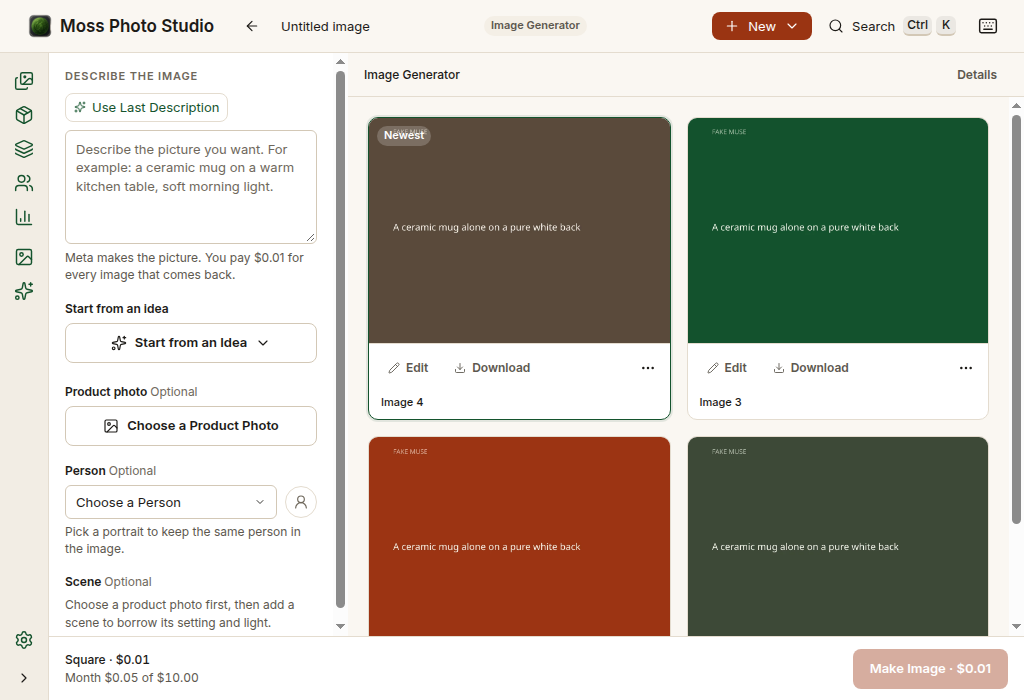 Moss Photo Studio
Untitled image
Image Generator
New
Search
Ctrl
K
DESCRIBE THE IMAGE
Use Last Description
Describe the picture you want. For
example: a ceramic mug on a warm
kitchen table, soft morning light.
Meta makes the picture. You pay $0.01 for
every image that comes back.
Start from an idea
Start from an Idea
Product photo Optional
Choose a Product Photo
Person Optional
Choose a Person
Pick a portrait to keep the same person in
the image.
Scene Optional
Choose a product photo first, then add a
scene to borrow its setting and light.
Image Generator
Details
Newest
A ceramic mug alone on a pure white back
Edit
Download
Image 4
FAKE MUSE
A ceramic mug alone on a pure white back
Edit
Download
Image 3
FAKE MUSE
A ceramic mug alone on a pure white back
FAKE MUSE
A ceramic mug alone on a pure white back
Square · $0.01
Month $0.05 of $10.00
Make Image · $0.01